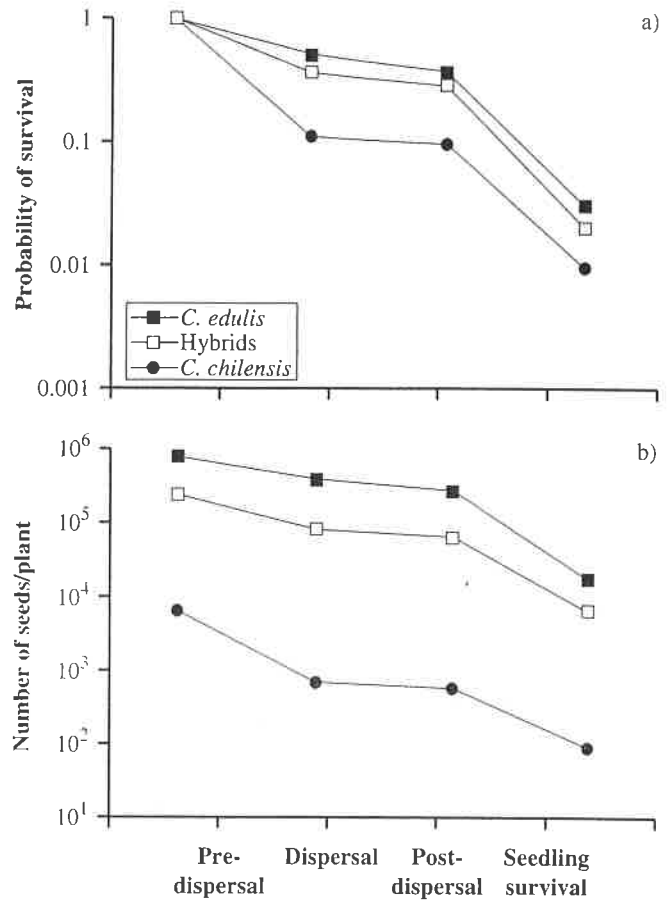 a)
Probability of survival
1
0.1
0.01
0.001
C. edulis
Hybrids
C. chilensis
b)
Number of seeds/plant
10⁶
10⁵
10⁴
10³
10²
10¹
Pre-
dispersal
Dispersal
Post-
dispersal
Seedling
survival